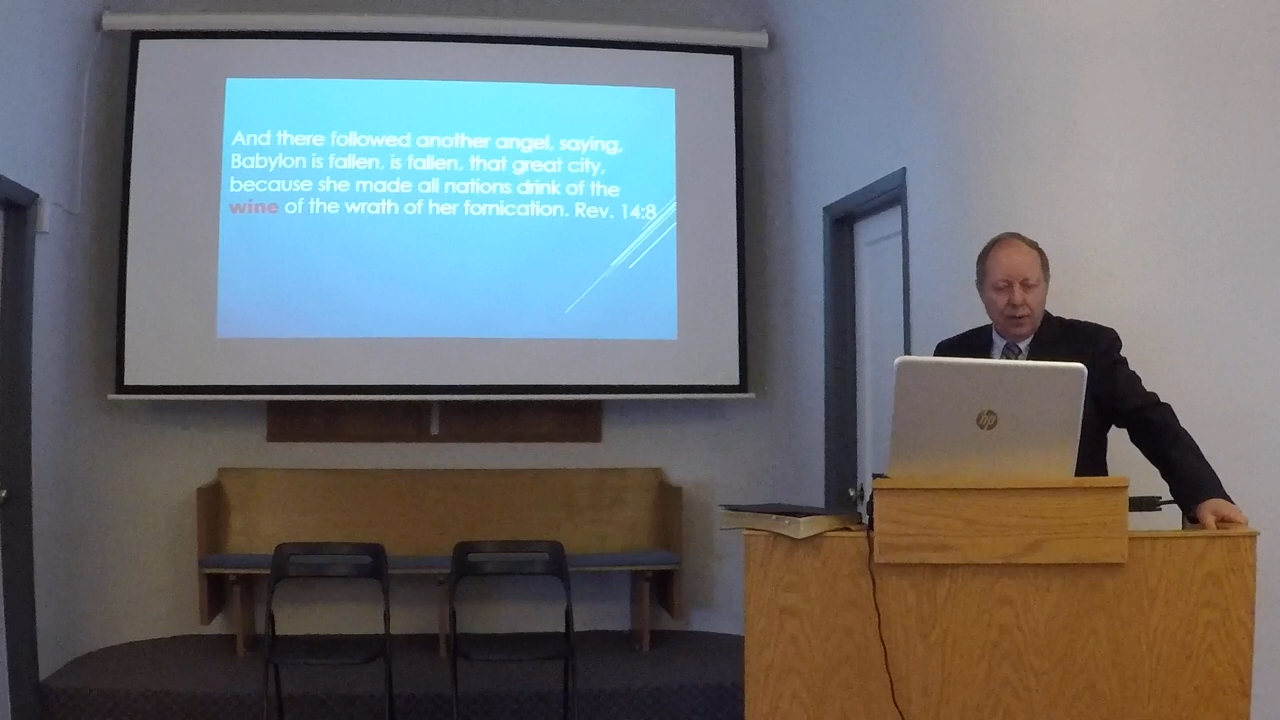 And there followed another angel, saying,
Babylon is fallen, is fallen, that great city,
because she made all nations drink of the
wine of the wrath of her fornication. Rev. 14:8
hp